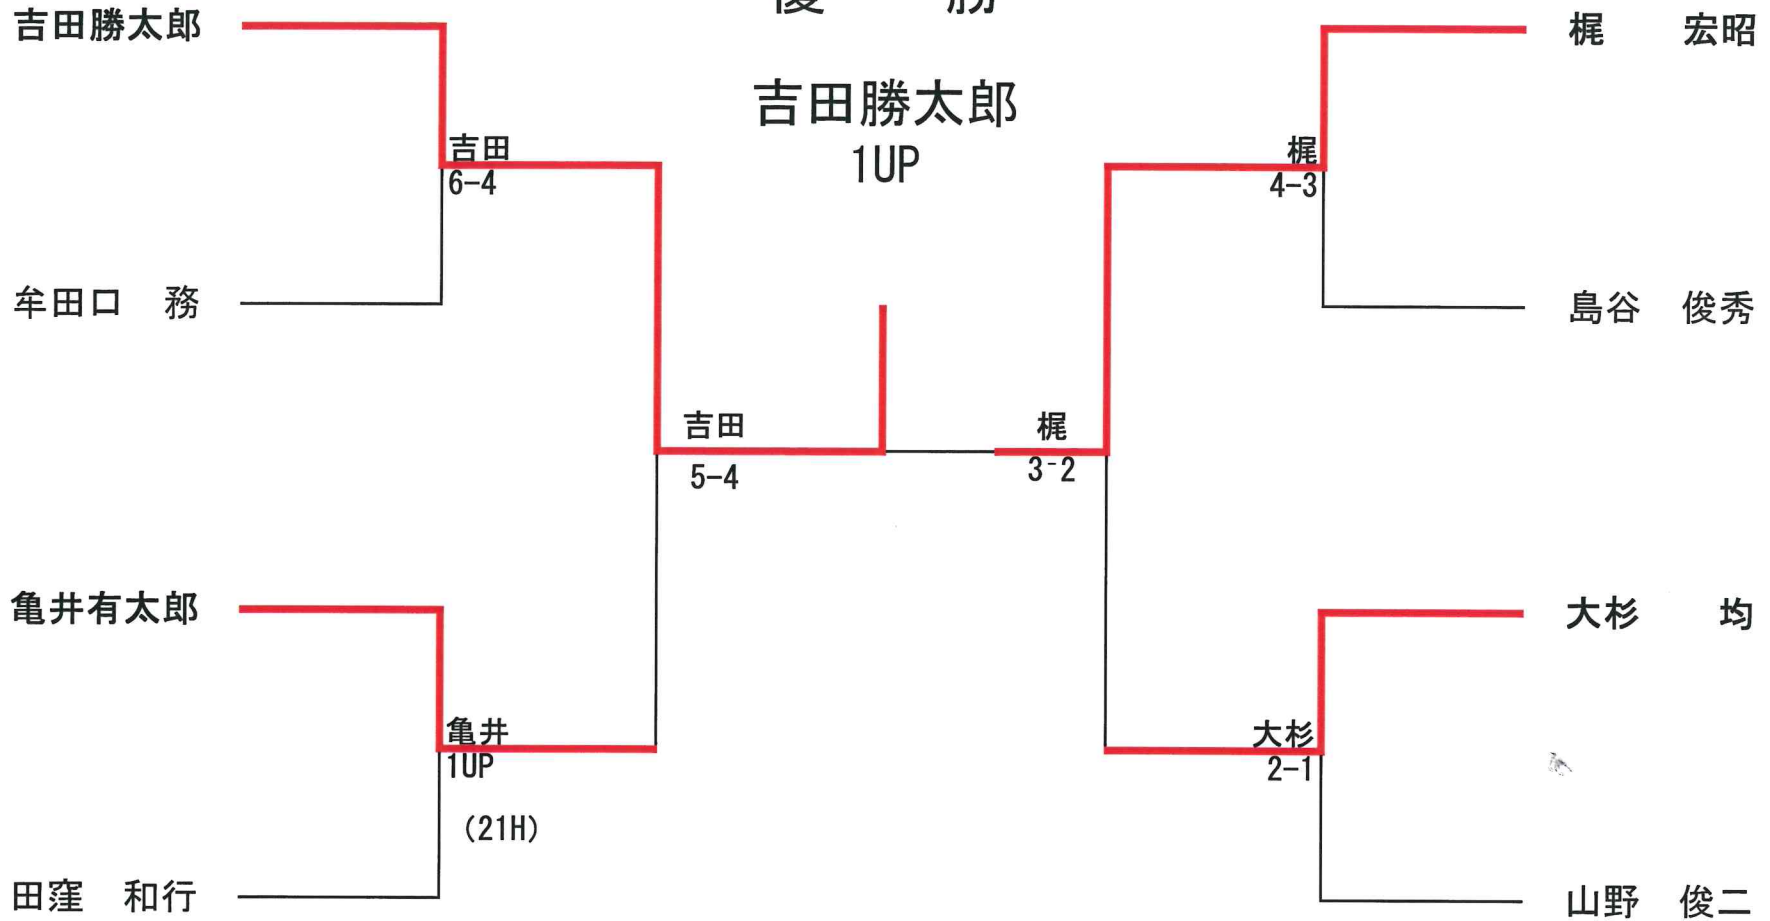 優　勝
吉田勝太郎
1UP
吉田勝太郎
吉田
6-4
牟田口　務
吉田
5-4
亀井有太郎
亀井
1UP
(21H)
田窪　和行
梶　宏昭
梶
4-3
島谷　俊秀
梶
3-2
大杉　均
大杉
2-1
山野　俊二